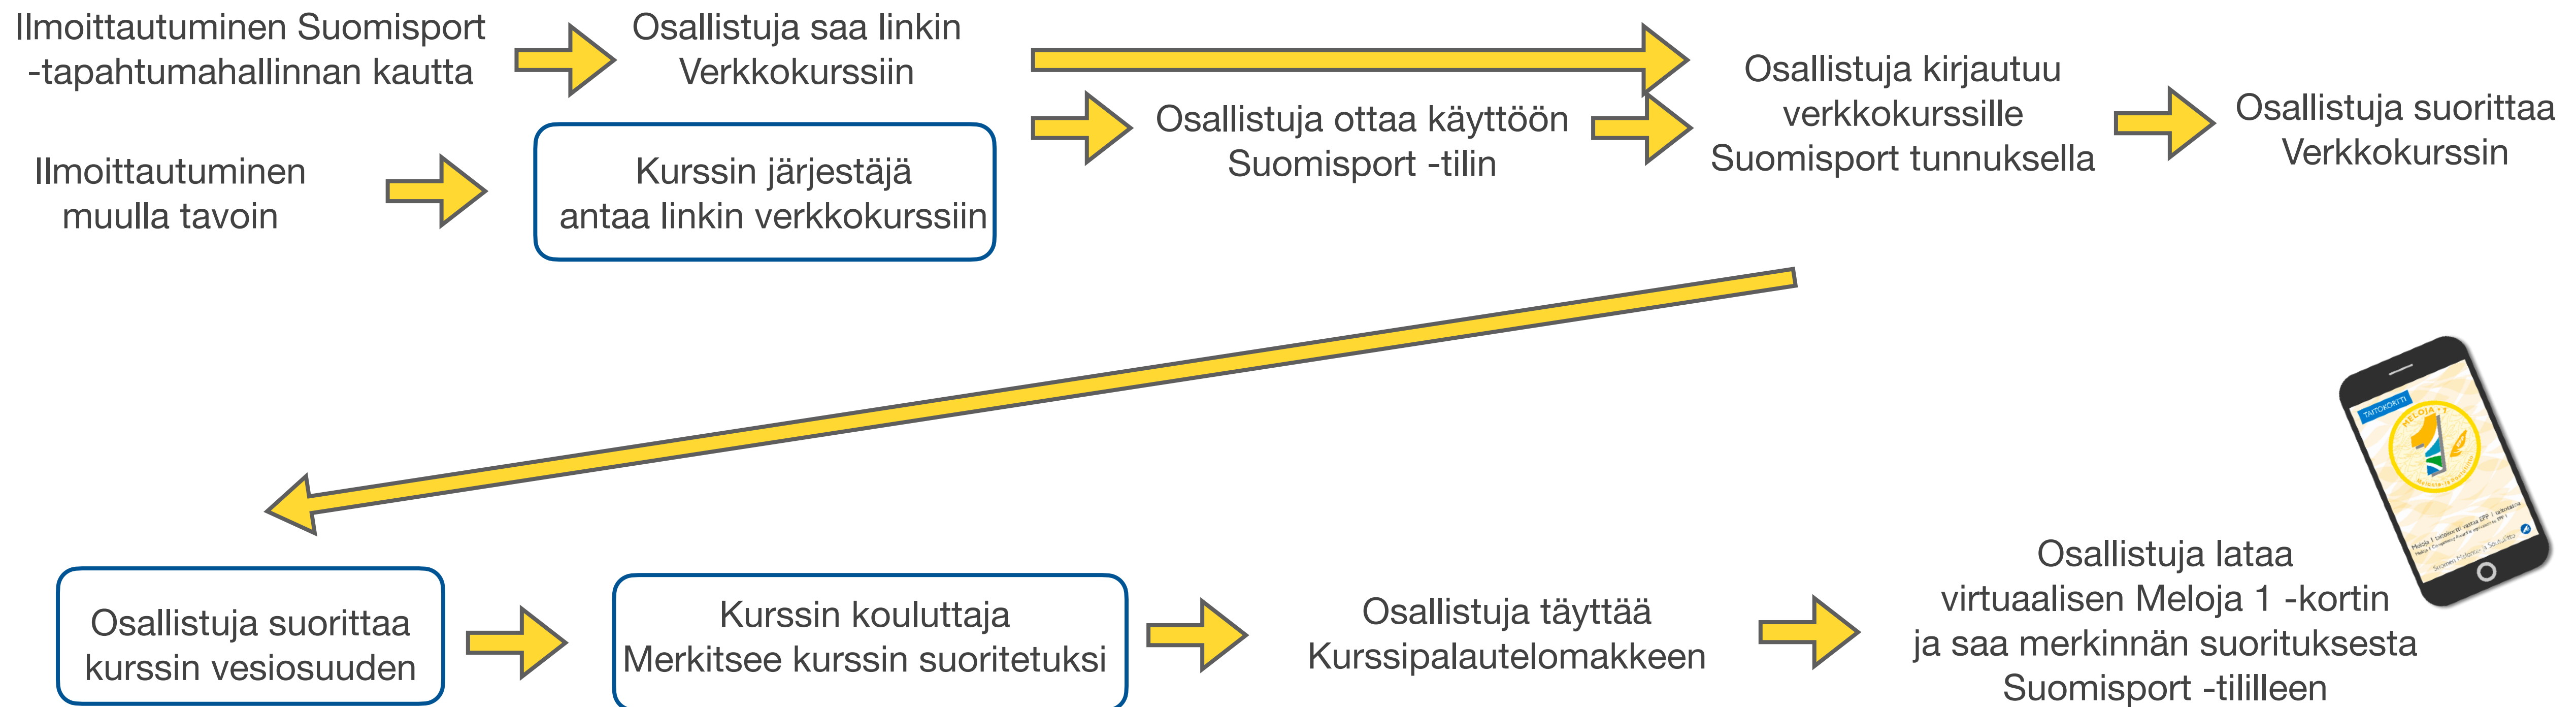 Ilmoittautuminen Suomisport
-tapahtumahallinnan kautta
Osallistuja saa linkin
Verkkokurssiin
Ilmoittautuminen
muulla tavoin
Kurssin järjestäjä
antaa linkin verkkokurssiin
Osallistuja ottaa käyttöön
Suomisport -tilin
Osallistuja kirjautuu
verkkokurssille
Suomisport tunnuksella
Osallistuja suorittaa
Verkkokurssin
Osallistuja suorittaa
kurssin vesiosuuden
Kurssin kouluttaja
Merkitsee kurssin suoritetuksi
Osallistuja täyttää
Kurssipalautelomakkeen
Osallistuja lataa
virtuaalisen Meloja 1 -kortin
ja saa merkinnän suorituksesta
Suomisport -tililleen
TAITOKORTTI
MELOJA • 1
1